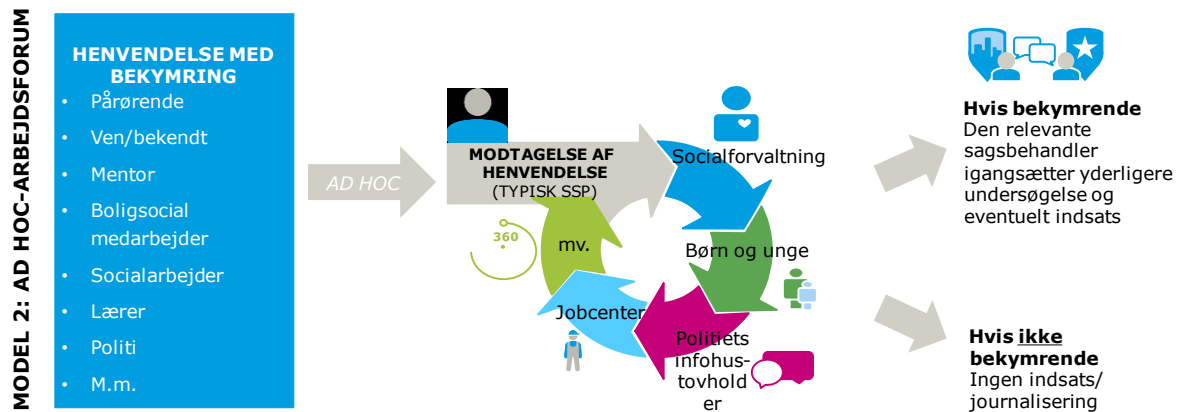 MODEL 2: AD HOC-ARBEJDSFORUM
HENVENDELSE MED
BEKYMRING
• Pårørende
• Ven/bekendt
• Mentor
• Boligsocial
medarbejder
• Socialarbejder
• Lærer
• Politi
• M.m.
AD HOC
MODTAGELSE AF
HENVENDELSE
(TYPISK SSP)
Socialforvaltning
Børn og unge
Politiets
infohus-
tovhold
er
Jobcenter
mv.
360
Hvis bekymrende
Den relevante
sagsbehandler
igangsætter yderligere
undersøgelse og
eventuelt indsats
Hvis ikke
bekymrende
Ingen indsats/
journalisering